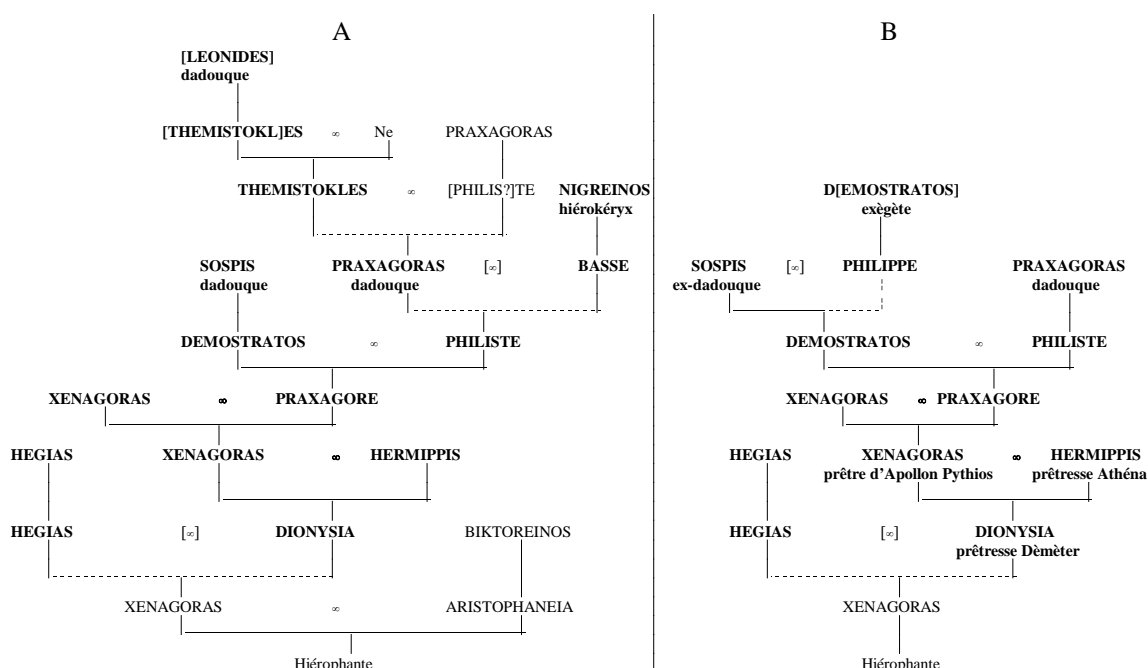 A
[LEONIDES]
dadouque
[THEMISTOKL]ES ∞ Ne PRAXAGORAS
THEMISTOKLES ∞ [PHILIS?]TE NIGREINOS
hiérokéryx
SOSPIS PRAXAGORAS [∞] BASSE
dadouque dadouque
DEMOSTRATOS ∞ PHILISTE
XENAGORAS ∞ PRAXAGORE
HEGIAS XENAGORAS ∞ HERMIPPIS
HEGIAS [∞] DIONYSIA BIKTOREINOS
XENAGORAS ∞ ARISTOPHANEIA
Hiérophante
B
D[EMOSTRATOS]
exègète
SOSPIS [∞] PHILIPPE PRAXAGORAS
ex-dadouque dadouque
DEMOSTRATOS ∞ PHILISTE
XENAGORAS ∞ PRAXAGORE
HEGIAS XENAGORAS ∞ HERMIPPIS
prêtre d'Apollon Pythios prêtresse Athéna
HEGIAS [∞] DIONYSIA
prêtresse Dèmèter
XENAGORAS
Hiérophante